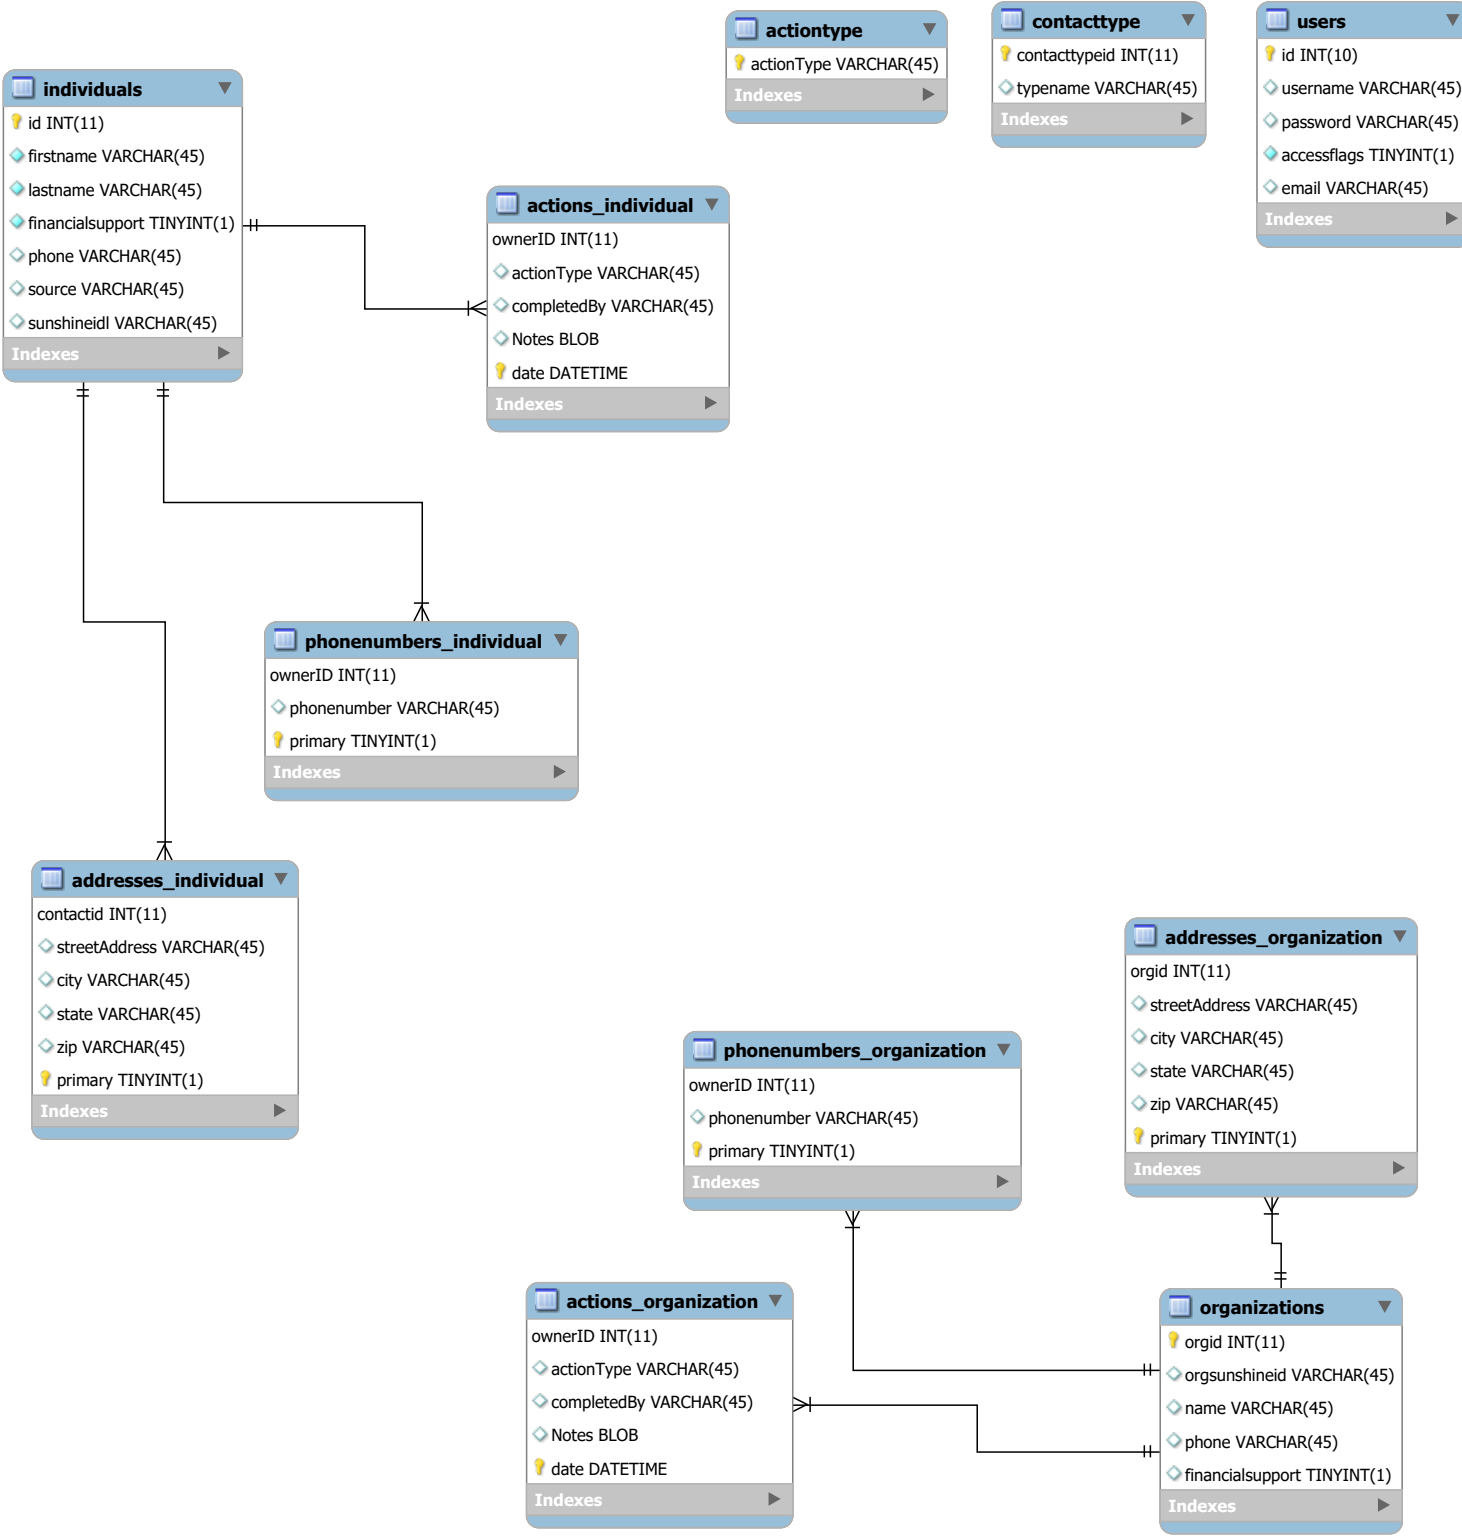 actiontype
actionType VARCHAR(45)
Indexes
contacttype
contacttypeid INT(11)
typename VARCHAR(45)
Indexes
users
id INT(10)
username VARCHAR(45)
password VARCHAR(45)
accessflags TINYINT(1)
email VARCHAR(45)
Indexes
individuals
id INT(11)
firstname VARCHAR(45)
lastname VARCHAR(45)
financialsupport TINYINT(1)
phone VARCHAR(45)
source VARCHAR(45)
sunshineidl VARCHAR(45)
Indexes
actions_individual
ownerID INT(11)
actionType VARCHAR(45)
completedBy VARCHAR(45)
Notes BLOB
date DATETIME
Indexes
phonenumbers_individual
ownerID INT(11)
phonenumber VARCHAR(45)
primary TINYINT(1)
Indexes
addresses_individual
contactid INT(11)
streetAddress VARCHAR(45)
city VARCHAR(45)
state VARCHAR(45)
zip VARCHAR(45)
primary TINYINT(1)
Indexes
addresses_organization
orgid INT(11)
streetAddress VARCHAR(45)
city VARCHAR(45)
state VARCHAR(45)
zip VARCHAR(45)
primary TINYINT(1)
Indexes
phonenumbers_organization
ownerID INT(11)
phonenumber VARCHAR(45)
primary TINYINT(1)
Indexes
actions_organization
ownerID INT(11)
actionType VARCHAR(45)
completedBy VARCHAR(45)
Notes BLOB
date DATETIME
Indexes
organizations
orgid INT(11)
orgsunshineid VARCHAR(45)
name VARCHAR(45)
phone VARCHAR(45)
financialsupport TINYINT(1)
Indexes